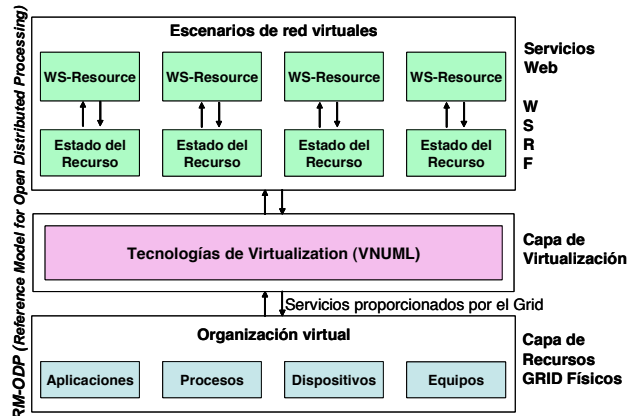 RM-ODP (Reference Model for Open Distributed Processing)
Escenarios de red virtuales
WS-Resource
WS-Resource
WS-Resource
WS-Resource
Estado del
Recurso
Estado del
Recurso
Estado del
Recurso
Estado del
Recurso
Servicios
Web
W
S
R
F
Tecnologías de Virtualization (VNUML)
Capa de
Virtualización
Servicios proporcionados por el Grid
Organización virtual
Aplicaciones
Procesos
Dispositivos
Equipos
Capa de
Recursos
GRID Físicos